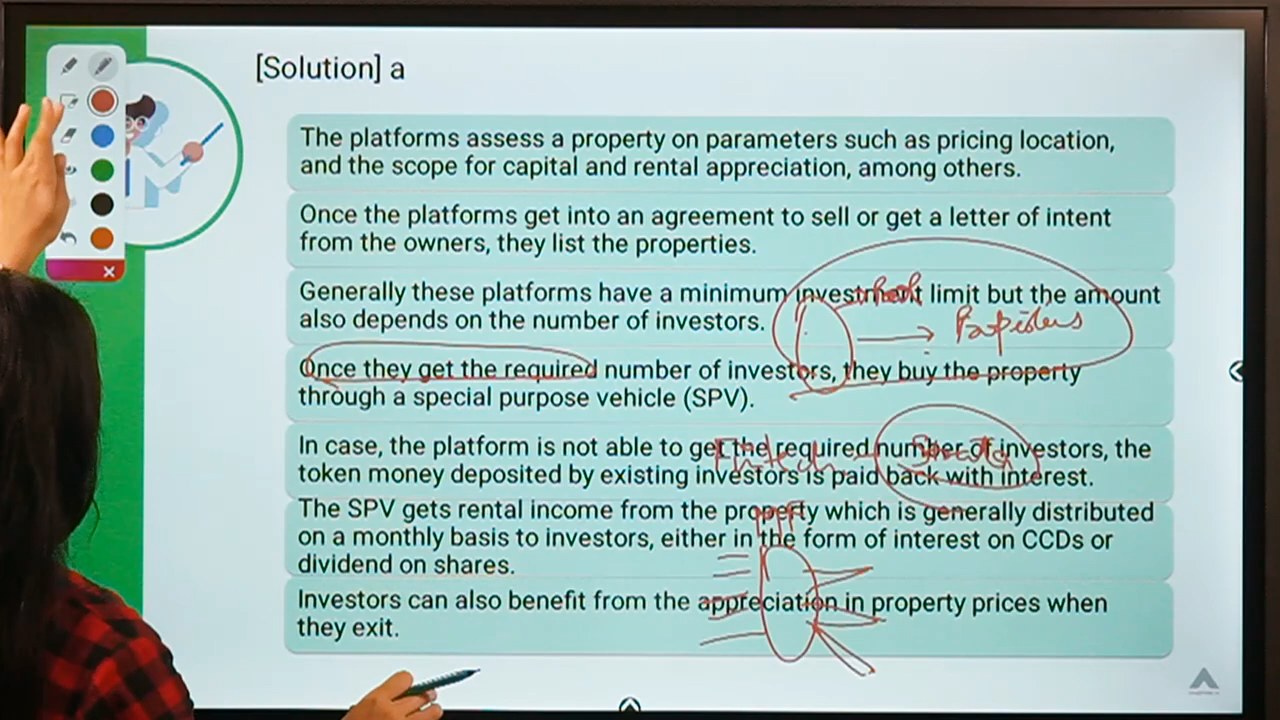 [Solution] a
The platforms assess a property on parameters such as pricing location,
and the scope for capital and rental appreciation, among others.
Once the platforms get into an agreement to sell or get a letter of intent
from the owners, they list the properties.
Generally these platforms have a minimum investment limit but the amount
also depends on the number of investors.
Once they get the required number of investors, they buy the property
through a special purpose vehicle (SPV).
In case, the platform is not able to get the required number of investors, the
token money deposited by existing investors is paid back with interest.
The SPV gets rental income from the property which is generally distributed
on a monthly basis to investors, either in the form of interest on CCDs or
dividend on shares.
Investors can also benefit from the appreciation in property prices when
they exit.